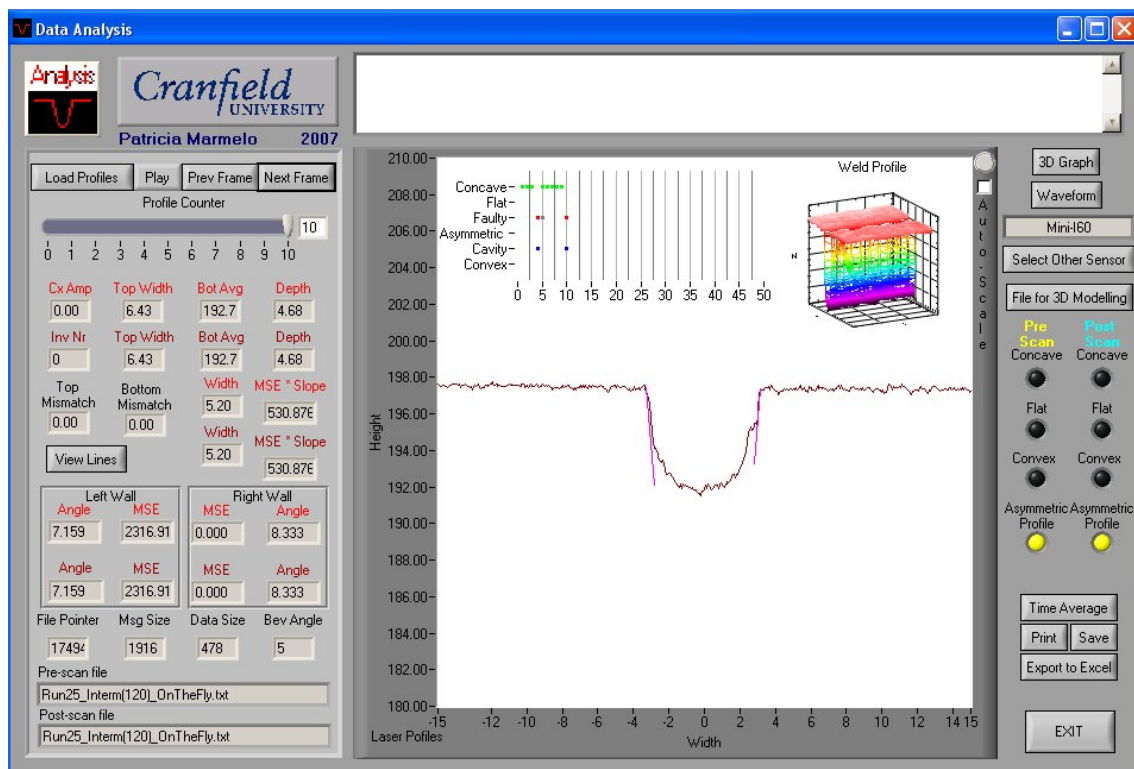 Data Analysis
Analysis
Cranfield
UNIVERSITY
Patricia Marmelo 2007
Load Profiles Play Prev Frame Next Frame
Profile Counter
10
0 1 2 3 4 5 6 7 8 9 10
Cx Amp Top Width Bot Avg Depth
0.00 6.43 192.7 4.68
Inv Nr Top Width Bot Avg Depth
0 6.43 192.7 4.68
Top Mismatch Bottom Mismatch Width MSE * Slope
0.00 0.00 5.20 530.876
Width MSE * Slope
5.20 530.876
View Lines
Left Wall
Angle MSE
7.159 2316.91
Angle MSE
7.159 2316.91
Right Wall
MSE Angle
0.000 8.333
MSE Angle
0.000 8.333
File Pointer Msg Size Data Size Bev Angle
17494 1916 478 5
Pre-scan file
Run25_Interm(120)_OnTheFly.txt
Post-scan file
Run25_Interm(120)_OnTheFly.txt
210.00
208.00
206.00
204.00
202.00
200.00
198.00
196.00
194.00
192.00
190.00
188.00
186.00
184.00
182.00
180.00
Height
-15 -12 -10 -8 -6 -4 -2 0 2 4 6 8 10 12 14 15
Width
Laser Pofiles
Concave
Flat
Faulty
Asymmetric
Cavity
Convex
0 5 10 15 20 25 30 35 40 45 50
Weld Profile
Z
Auto-Scale
3D Graph
Waveform
Mini-I60
Select Other Sensor
File for 3D Modelling
Pre Scan Post Scan
Concave Concave
Flat Flat
Convex Convex
Asymmetric Profile Asymmetric Profile
Time Average
Print Save
Export to Excel
EXIT